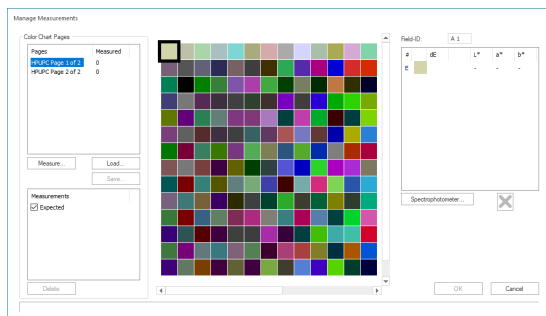 Manage Measurements
Color Chart Pages
Pages Measured
HPUPC Page 1 of 2 0
HPUPC Page 2 of 2 0
Measure... Load...
Save...
Measurements
Expected
Delete
Field-ID: A 1
# dE L* a* b*
E - - -
Spectrophotometer...
OK Cancel